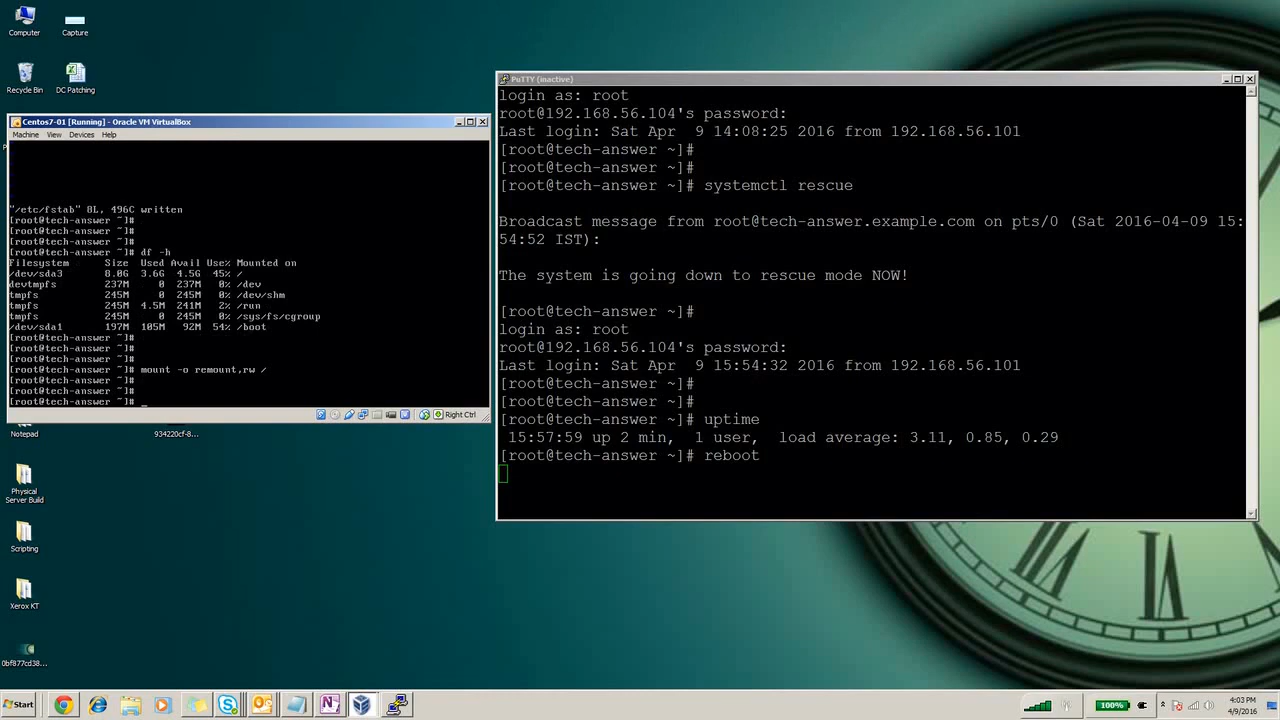 Computer
Capture
Recycle Bin
DC Patching
Centos7-01 [Running] - Oracle VM VirtualBox
Machine View Devices Help
"/etc/fstab" 8L, 496C written
[root@tech-answer ~]#
[root@tech-answer ~]#
[root@tech-answer ~]#
[root@tech-answer ~]# df -h
Filesystem Size Used Avail Use% Mounted on
/dev/sda3 8.0G 3.6G 4.5G 45% /
devtmpfs 237M 0 237M 0% /dev
tmpfs 245M 0 245M 0% /dev/shm
tmpfs 245M 4.5M 241M 2% /run
tmpfs 245M 0 245M 0% /sys/fs/cgroup
/dev/sda1 197M 105M 92M 54% /boot
[root@tech-answer ~]#
[root@tech-answer ~]#
[root@tech-answer ~]#
[root@tech-answer ~]# mount -o remount,rw /
[root@tech-answer ~]#
[root@tech-answer ~]#
[root@tech-answer ~]# _
Right Ctrl
Notepad
934220cf-8...
Physical
Server Build
Scripting
Xerox KT
0bf877cd38...
PuTTY (inactive)
login as: root
root@192.168.56.104's password:
Last login: Sat Apr  9 14:08:25 2016 from 192.168.56.101
[root@tech-answer ~]#
[root@tech-answer ~]#
[root@tech-answer ~]# systemctl rescue
Broadcast message from root@tech-answer.example.com on pts/0 (Sat 2016-04-09 15:
54:52 IST):
The system is going down to rescue mode NOW!
[root@tech-answer ~]#
login as: root
root@192.168.56.104's password:
Last login: Sat Apr  9 15:54:32 2016 from 192.168.56.101
[root@tech-answer ~]#
[root@tech-answer ~]#
[root@tech-answer ~]# uptime
15:57:59 up 2 min,  1 user,  load average: 3.11, 0.85, 0.29
[root@tech-answer ~]# reboot
Start
100%
4:03 PM
4/9/2016